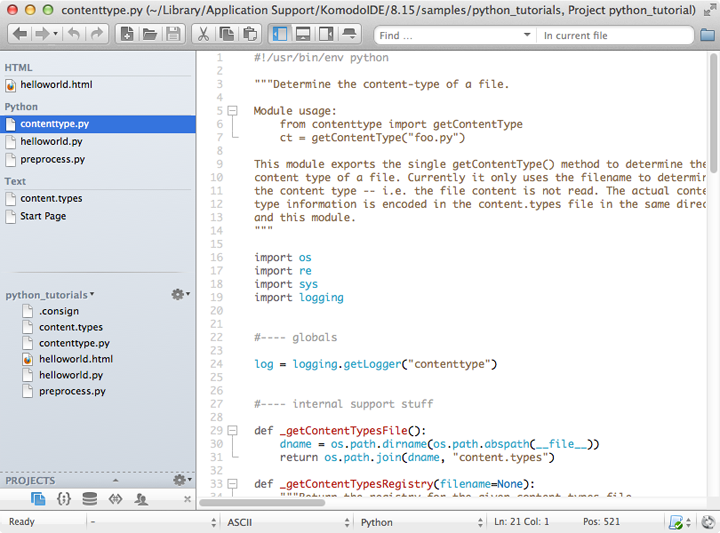 contenttype.py (~/Library/Application Support/KomodoIDE/8.15/samples/python_tutorials, Project python_tutorial)
Find ...
In current file
HTML
helloworld.html
Python
contenttype.py
helloworld.py
preprocess.py
Text
content.types
Start Page
python_tutorials
.consign
content.types
contenttype.py
helloworld.html
helloworld.py
preprocess.py
PROJECTS
1 #!/usr/bin/env python
2
3 """Determine the content-type of a file.
4
5 Module usage:
6 from contenttype import getContentType
7 ct = getContentType("foo.py")
8
9 This module exports the single getContentType() method to determine the
10 content type of a file. Currently it only uses the filename to determin
11 the content type -- i.e. the file content is not read. The actual conte
12 type information is encoded in the content.types file in the same direc
13 and this module.
14 """
15
16 import os
17 import re
18 import sys
19 import logging
20
21
22 #---- globals
23
24 log = logging.getLogger("contenttype")
25
26
27 #---- internal support stuff
28
29 def _getContentTypesFile():
30 dname = os.path.dirname(os.path.abspath(__file__))
31 return os.path.join(dname, "content.types")
32
33 def _getContentTypesRegistry(filename=None):
34 """Return the registry for the given content.types file
Ready
-
ASCII
Python
Ln: 21 Col: 1
Pos: 521